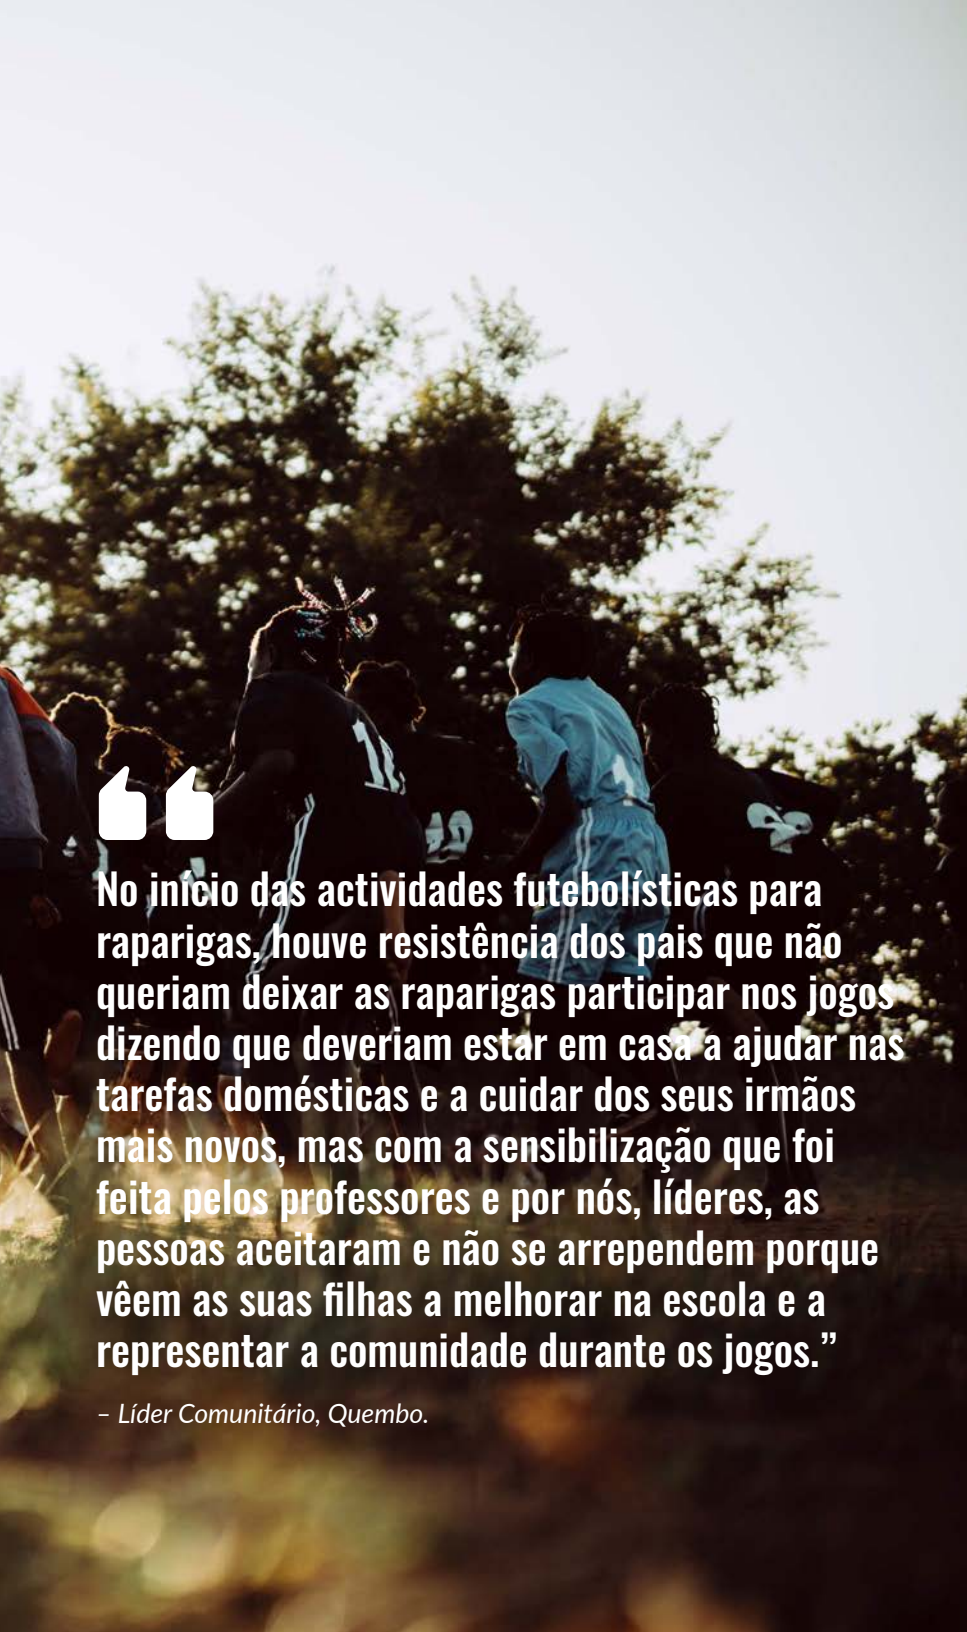 ❝
No início das actividades futebolísticas para
raparigas, houve resistência dos pais que não
queriam deixar as raparigas participar nos jogos
dizendo que deveriam estar em casa a ajudar nas
tarefas domésticas e a cuidar dos seus irmãos
mais novos, mas com a sensibilização que foi
feita pelos professores e por nós, líderes, as
pessoas aceitaram e não se arrependem porque
vêem as suas filhas a melhorar na escola e a
representar a comunidade durante os jogos.”
– Líder Comunitário, Quembo.